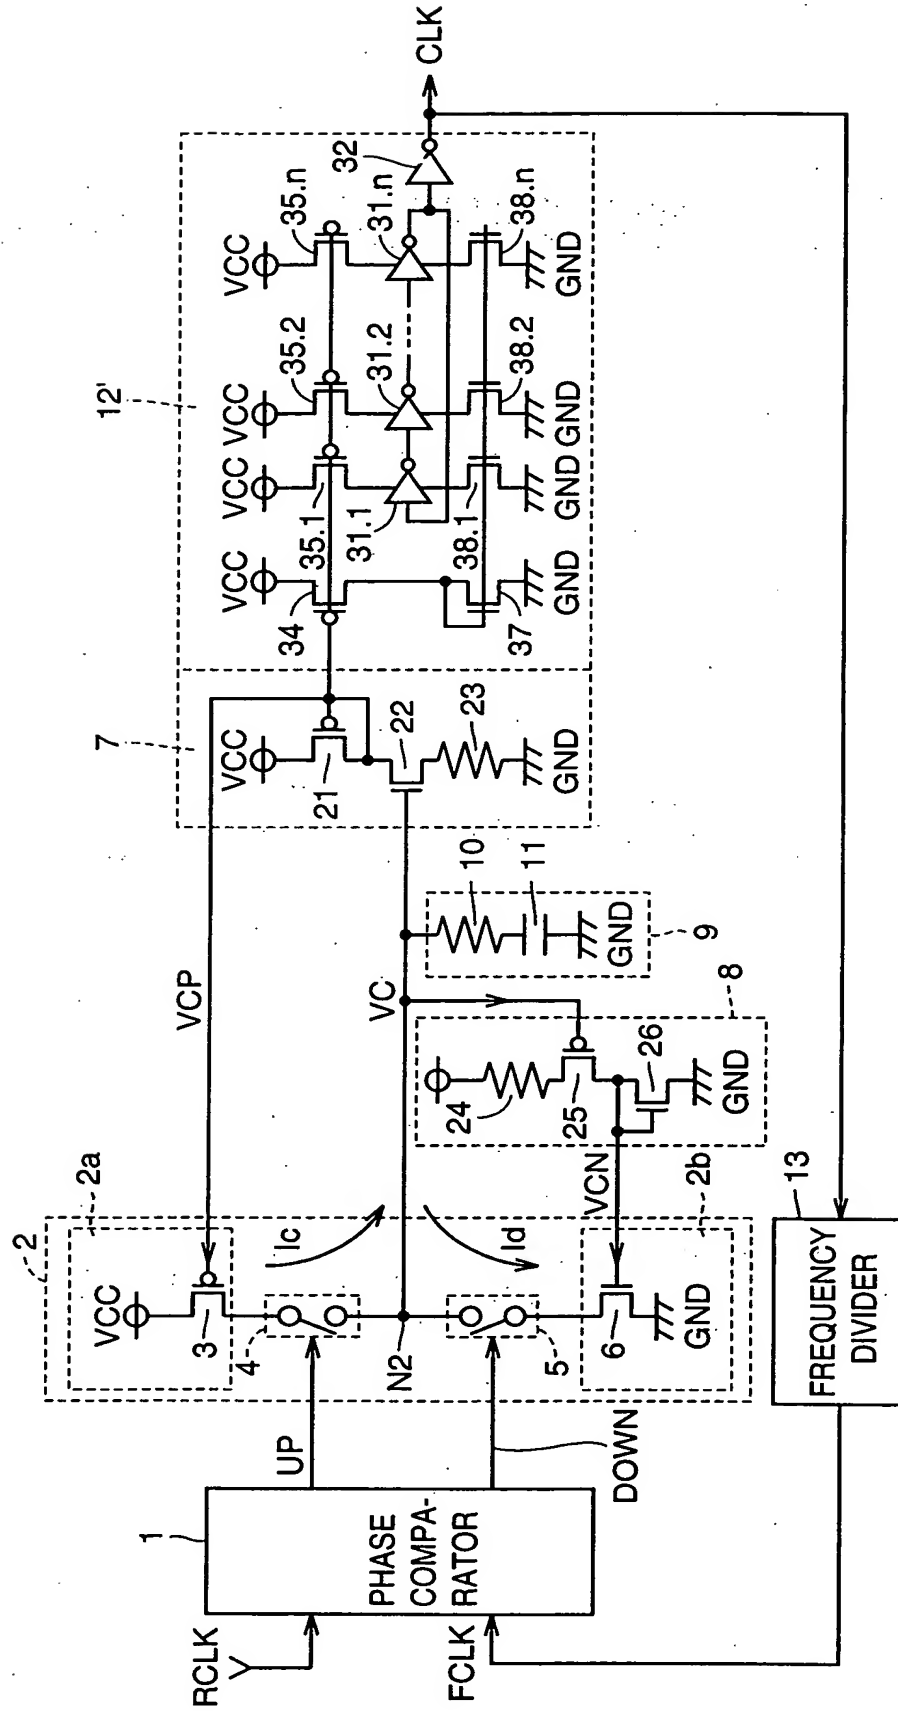 RCLK
FCLK
1
PHASE
COMPA-
RATOR
UP
DOWN
2
2a
VCC
3
4
Ic
N2
Id
5
6
GND
2b
VCP
VCN
VC
24
25
26
GND
8
10
11
GND
9
7
VCC
21
22
23
GND
12'
VCC
34
37
GND
VCC
35.1
31.1
38.1
GND
VCC
35.2
31.2
38.2
GND
VCC
35.n
31.n
38.n
GND
32
CLK
13
FREQUENCY
DIVIDER